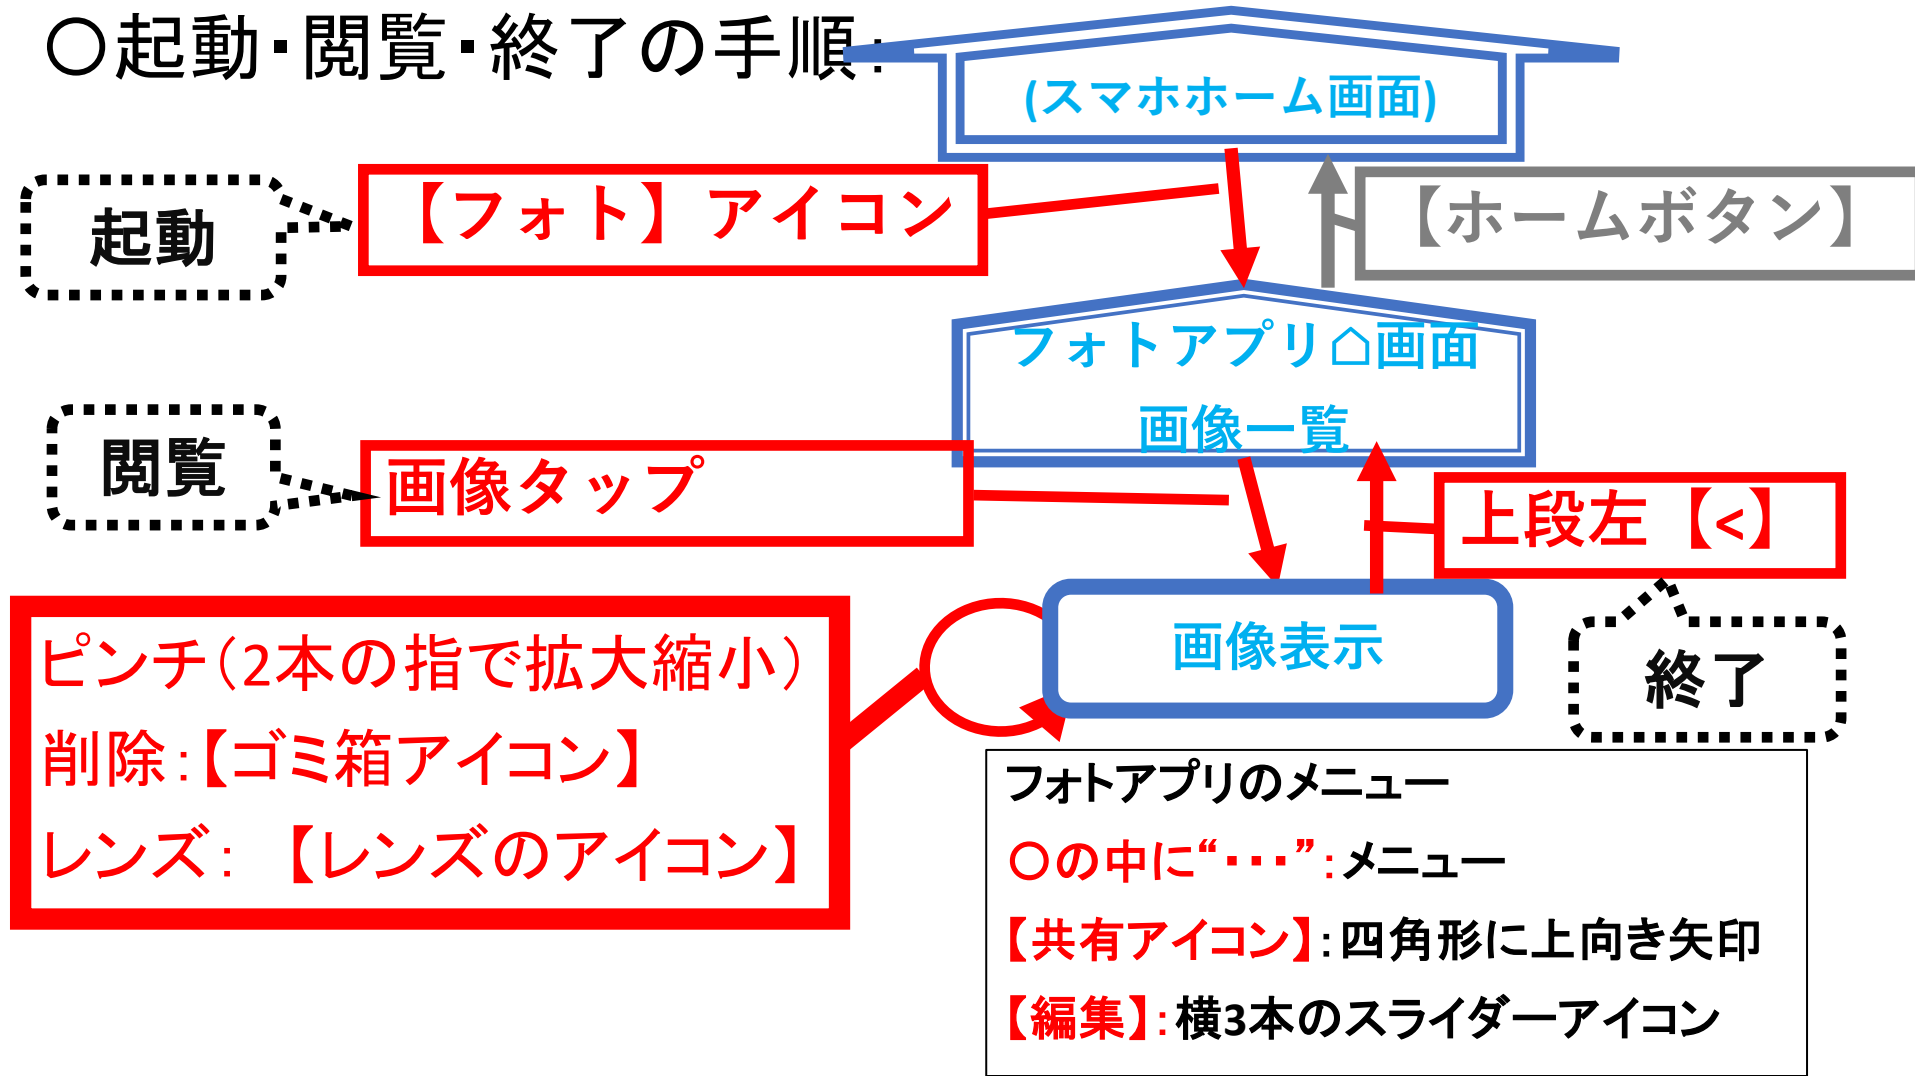 〇起動･閲覧･終了の手順:
(スマホホーム画面)
起動
【フォト】アイコン
【ホームボタン】
フォトアプリ⌂画面
画像一覧
閲覧
画像タップ
上段左【<】
終了
画像表示
ピンチ(2本の指で拡大縮小)
削除:【ゴミ箱アイコン】
レンズ: 【レンズのアイコン】
フォトアプリのメニュー
〇の中に“･･･”:メニュー
【共有アイコン】:四角形に上向き矢印
【編集】:横3本のスライダーアイコン